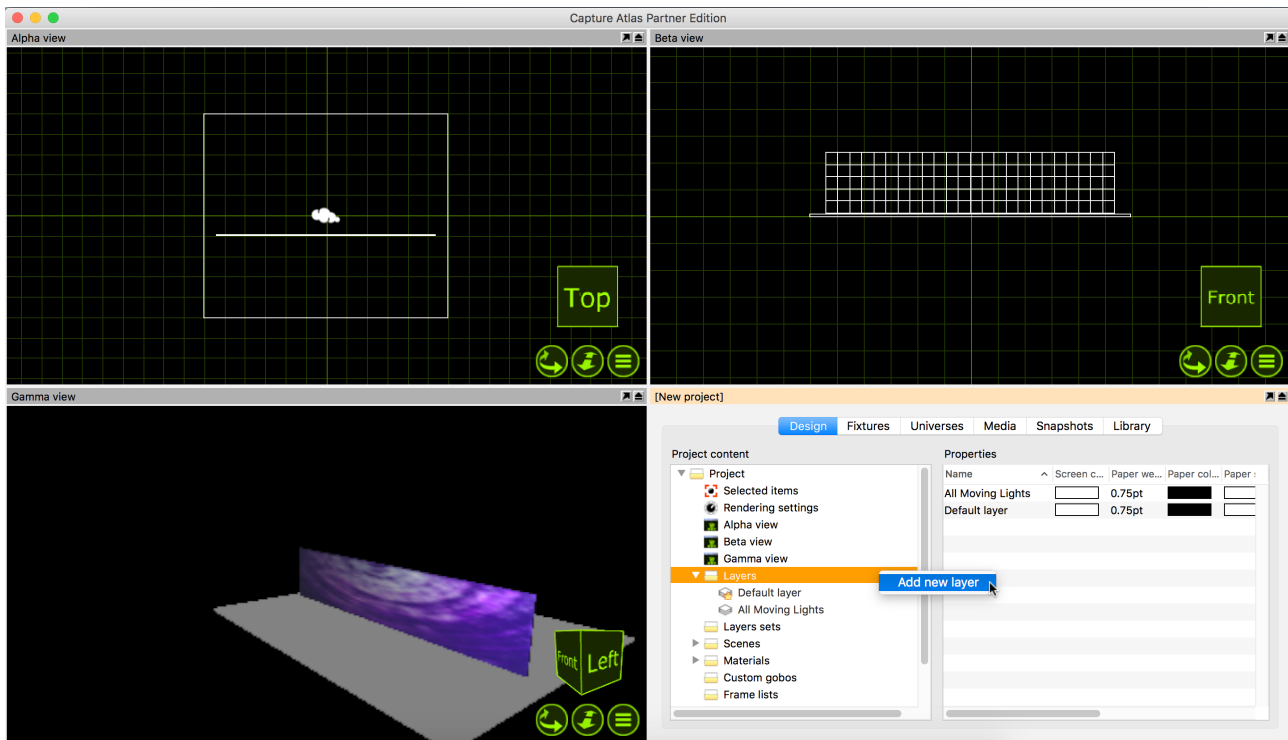 Capture Atlas Partner Edition
Alpha view
Beta view
Top
Front
Gamma view
Front
Left
[New project]
Design Fixtures Universes Media Snapshots Library
Project content
Project
Selected items
Rendering settings
Alpha view
Beta view
Gamma view
Layers
Default layer
All Moving Lights
Layers sets
Scenes
Materials
Custom gobos
Frame lists
Add new layer
Properties
Name Screen c... Paper we... Paper col... Paper
All Moving Lights 0.75pt
Default layer 0.75pt